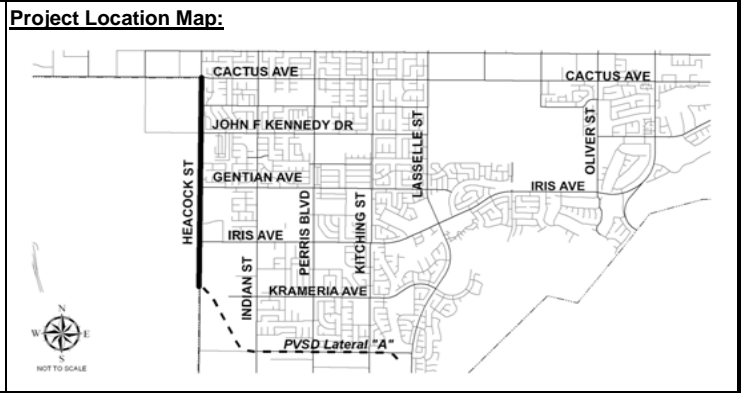 Project Location Map:
CACTUS AVE
CACTUS AVE
JOHN F KENNEDY DR
HEACOCK ST
GENTIAN AVE
LASSELLE ST
OLIVER ST
IRIS AVE
PERRIS BLVD
KITCHING ST
IRIS AVE
INDIAN ST
KRAMERIA AVE
PVSD Lateral "A"
N
W
E
S
NOT TO SCALE